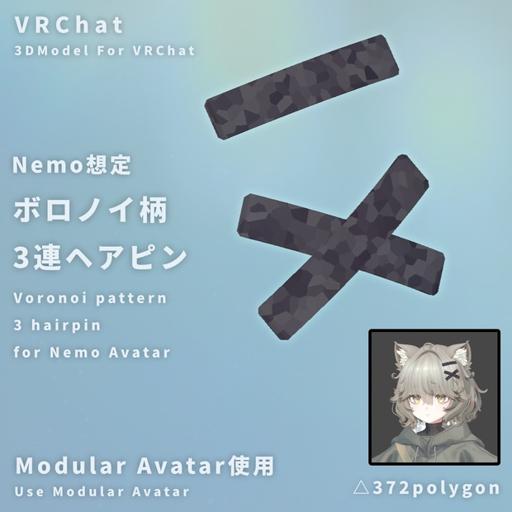 VRChat
3DModel For VRChat
Nemo想定
ボロノイ柄
3連ヘアピン
Voronoi pattern
3 hairpin
for Nemo Avatar
Modular Avatar使用
Use Modular Avatar
△372polygon